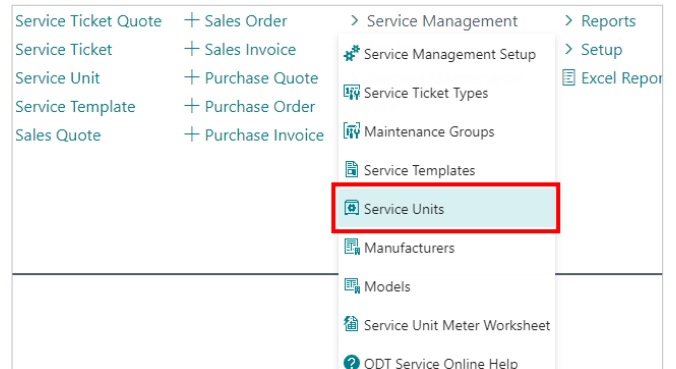 Service Ticket Quote
Service Ticket
Service Unit
Service Template
Sales Quote
+ Sales Order
+ Sales Invoice
+ Purchase Quote
+ Purchase Order
+ Purchase Invoice
> Service Management
Service Management Setup
Service Ticket Types
Maintenance Groups
Service Templates
Service Units
Manufacturers
Models
Service Unit Meter Worksheet
ODT Service Online Help
> Reports
> Setup
Excel Repor